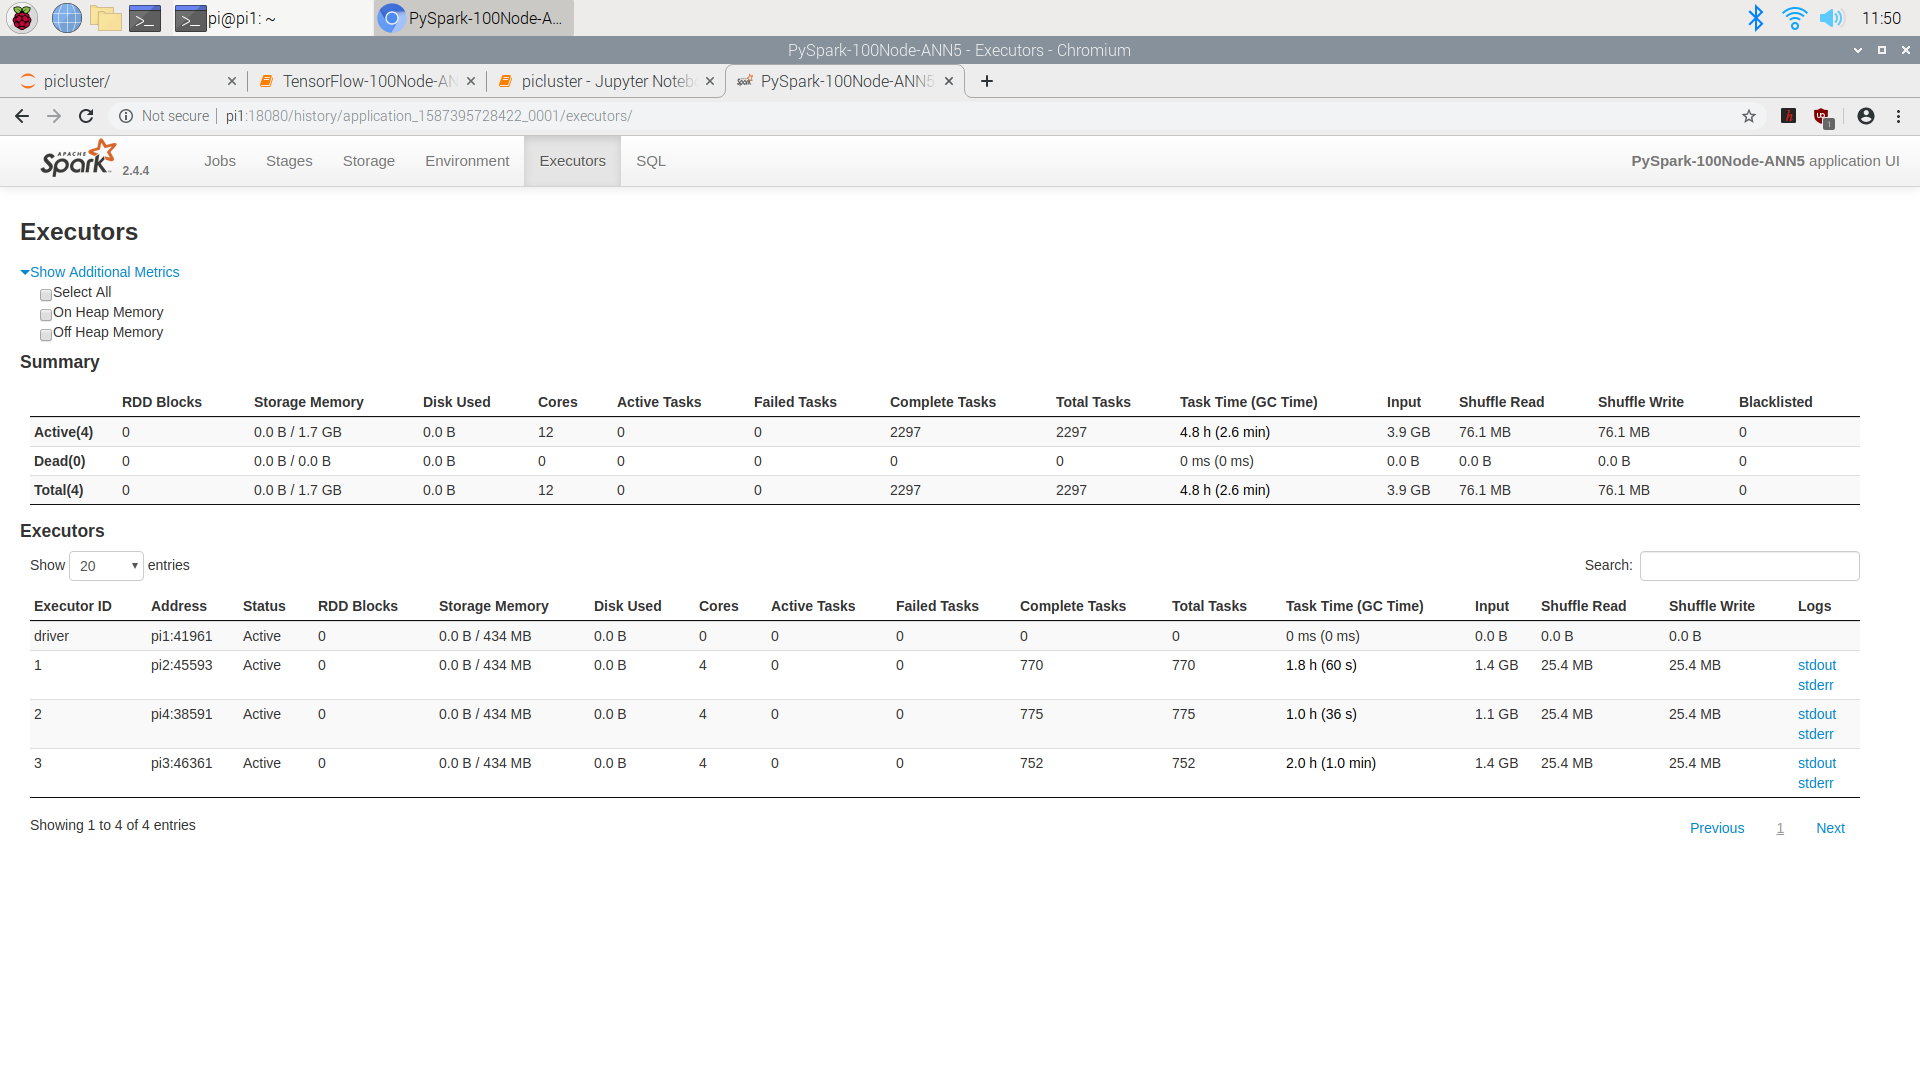 pi@pi1: ~ PySpark-100Node-A... 11:50
PySpark-100Node-ANN5 - Executors - Chromium
picluster/ TensorFlow-100Node-AN picluster - Jupyter Noteb PySpark-100Node-ANN5
Not secure pi1:18080/history/application_1587395728422_0001/executors/
APACHE Spark 2.4.4 Jobs Stages Storage Environment Executors SQL PySpark-100Node-ANN5 application UI
Executors
Show Additional Metrics
Select All
On Heap Memory
Off Heap Memory
Summary
RDD Blocks Storage Memory Disk Used Cores Active Tasks Failed Tasks Complete Tasks Total Tasks Task Time (GC Time) Input Shuffle Read Shuffle Write Blacklisted
Active(4) 0 0.0 B / 1.7 GB 0.0 B 12 0 0 2297 2297 4.8 h (2.6 min) 3.9 GB 76.1 MB 76.1 MB 0
Dead(0) 0 0.0 B / 0.0 B 0.0 B 0 0 0 0 0 0 ms (0 ms) 0.0 B 0.0 B 0.0 B 0
Total(4) 0 0.0 B / 1.7 GB 0.0 B 12 0 0 2297 2297 4.8 h (2.6 min) 3.9 GB 76.1 MB 76.1 MB 0
Executors
Show 20 entries Search:
Executor ID Address Status RDD Blocks Storage Memory Disk Used Cores Active Tasks Failed Tasks Complete Tasks Total Tasks Task Time (GC Time) Input Shuffle Read Shuffle Write Logs
driver pi1:41961 Active 0 0.0 B / 434 MB 0.0 B 0 0 0 0 0 0 ms (0 ms) 0.0 B 0.0 B 0.0 B
1 pi2:45593 Active 0 0.0 B / 434 MB 0.0 B 4 0 0 770 770 1.8 h (60 s) 1.4 GB 25.4 MB 25.4 MB stdout
stderr
2 pi4:38591 Active 0 0.0 B / 434 MB 0.0 B 4 0 0 775 775 1.0 h (36 s) 1.1 GB 25.4 MB 25.4 MB stdout
stderr
3 pi3:46361 Active 0 0.0 B / 434 MB 0.0 B 4 0 0 752 752 2.0 h (1.0 min) 1.4 GB 25.4 MB 25.4 MB stdout
stderr
Showing 1 to 4 of 4 entries Previous 1 Next